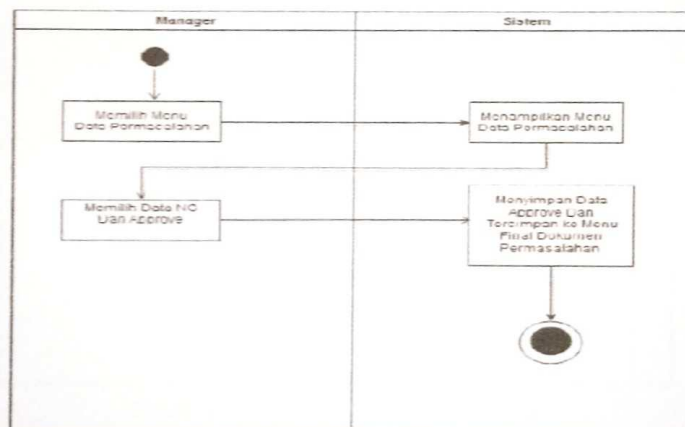 Manager
Sistem
Memilih Menu
Data Permasalahan
Menampilkan Menu
Data Permasalahan
Memilih Data NG
Dan Approve
Menyimpan Data
Approve Dan
Tersimpan ke Menu
Final Dokumen
Permasalahan